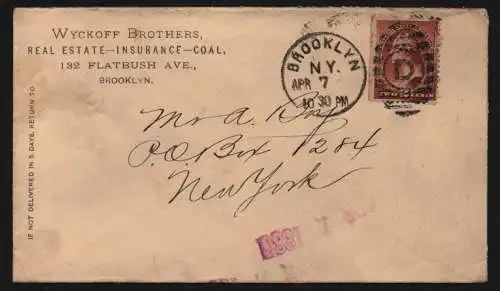 WYCKOFF BROTHERS,
REAL ESTATE—INSURANCE—COAL,
132 FLATBUSH AVE.,
BROOKLYN.
IF NOT DELIVERED IN 5 DAYS, RETURN TO
BROOKLYN
N.Y.
APR 7
10 30 PM
D
Mr A.
P.O. Box 1284
New York